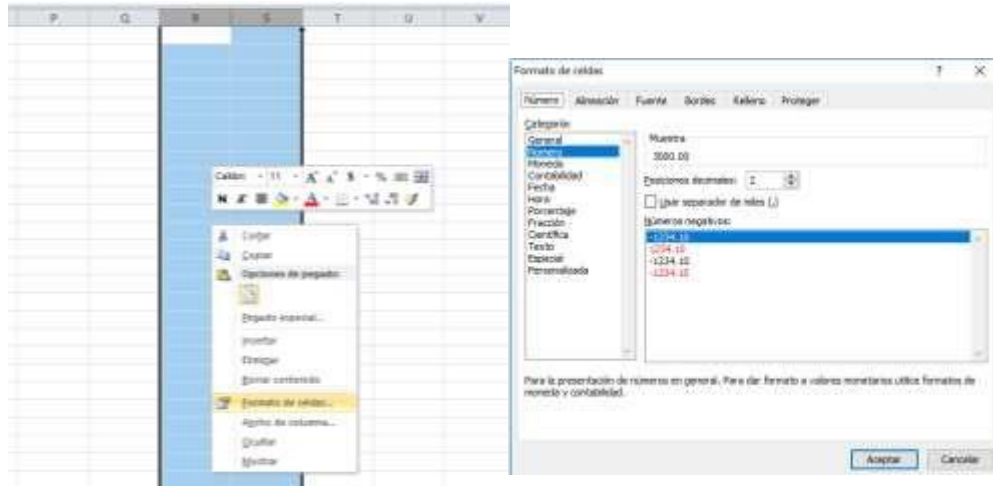 P Q R S T U V
Calibri 11 A A $ % 000
N K A
Cortar
Copiar
Opciones de pegado:
Pegado especial...
Insertar
Eliminar
Borrar contenido
Formato de celdas...
Ancho de columna...
Ocultar
Mostrar
Formato de celdas ? X
Número Alineación Fuente Bordes Relleno Proteger
Categoría:
General
Número
Moneda
Contabilidad
Fecha
Hora
Porcentaje
Fracción
Científica
Texto
Especial
Personalizada
Muestra
Posiciones decimales: 2
Usar separador de miles (,)
Números negativos:
-1234.10
1234.10
-1234.10
-1234.10
Para la presentación de números en general. Para dar formato a valores monetarios utilice formatos de
moneda y contabilidad.
Aceptar Cancelar